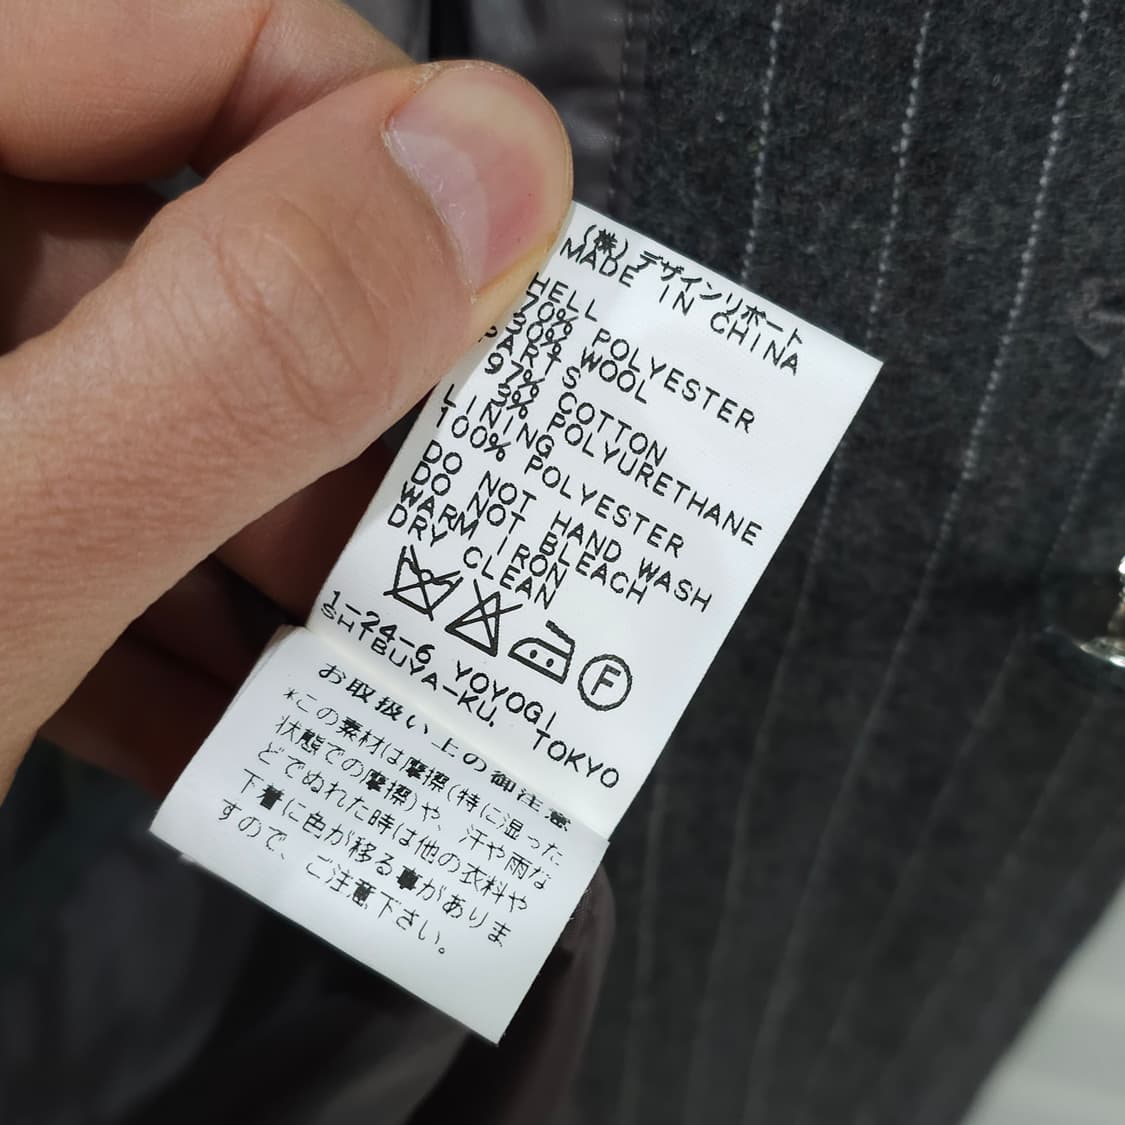 (株)デザインリポート
MADE IN CHINA
HELL
70% POLYESTER
30% WOOL
PARTS
97% COTTON
3% POLYURETHANE
LINING
100% POLYESTER
DO NOT HAND WASH
DO NOT BLEACH
WARM IRON
DRY CLEAN
F
1-24-6 YOYOGI
SHIBUYA-KU, TOKYO
お取扱い上の御注意
*この素材は摩擦(特に湿った
状態での摩擦)や、汗や雨な
どでぬれた時は他の衣料や
下着に色が移る事がありま
すので、ご注意下さい。